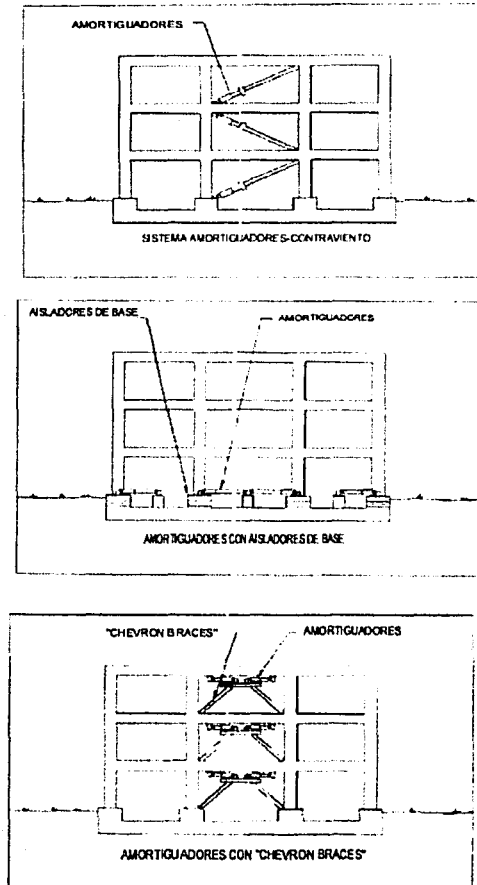 AMORTIGUADORES
SISTEMA AMORTIGUADORES-CONTRAVIENTO
AISLADORES DE BASE
AMORTIGUADORES
AMORTIGUADORES CON AISLADORES DE BASE
"CHEVRON BRACES"
AMORTIGUADORES
AMORTIGUADORES CON "CHEVRON BRACES"